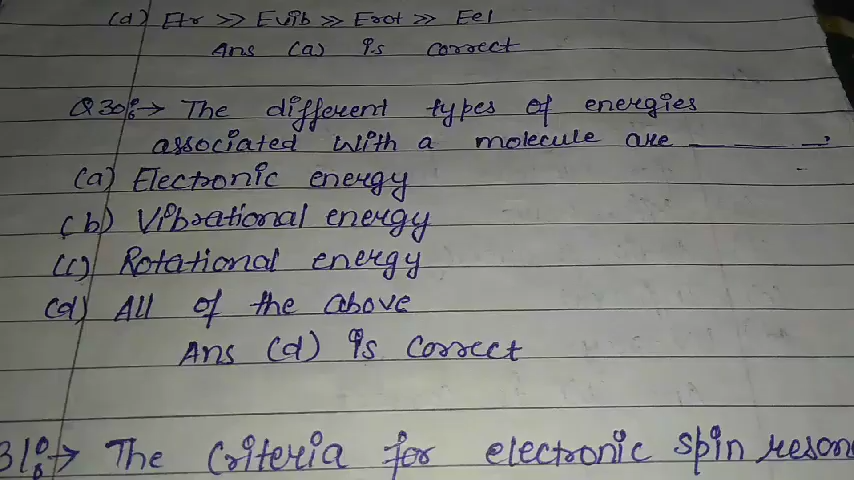 (d) Etr >> Evib >> Erot >> Eel
Ans (a) is correct
Q30:→ The different types of energies
associated with a molecule are ______.
(a) Electronic energy
(b) Vibrational energy
(c) Rotational energy
(d) All of the above
Ans (d) is correct
31:→ The Criteria for electronic spin reson